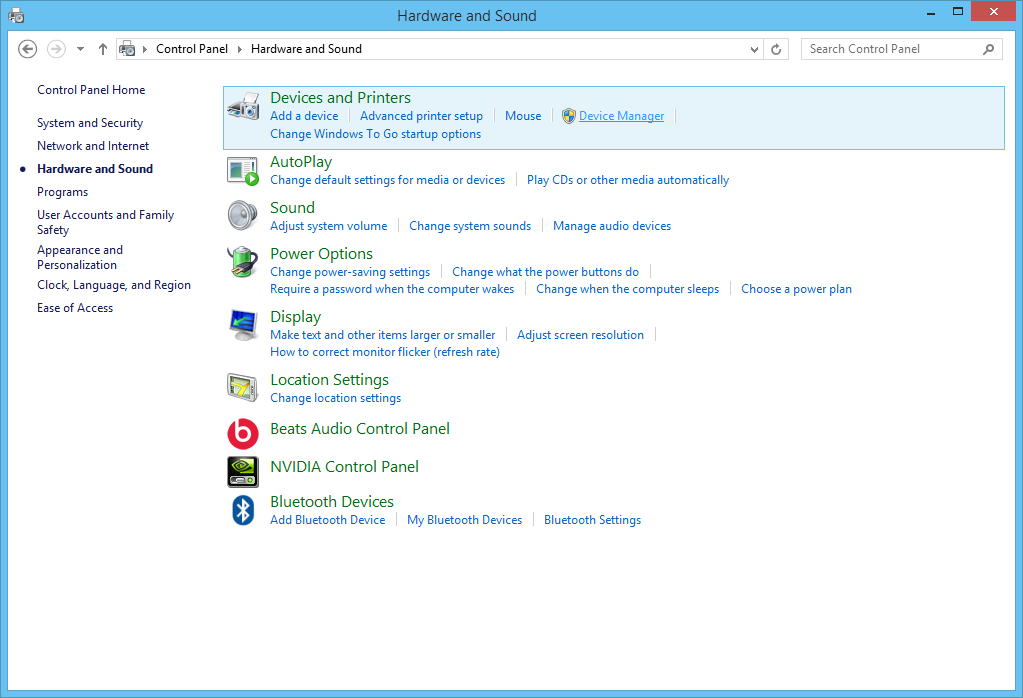 Hardware and Sound
Control Panel Hardware and Sound Search Control Panel
Control Panel Home
System and Security
Network and Internet
Hardware and Sound
Programs
User Accounts and Family
Safety
Appearance and
Personalization
Clock, Language, and Region
Ease of Access
Devices and Printers
Add a device Advanced printer setup Mouse Device Manager
Change Windows To Go startup options
AutoPlay
Change default settings for media or devices Play CDs or other media automatically
Sound
Adjust system volume Change system sounds Manage audio devices
Power Options
Change power-saving settings Change what the power buttons do
Require a password when the computer wakes Change when the computer sleeps Choose a power plan
Display
Make text and other items larger or smaller Adjust screen resolution
How to correct monitor flicker (refresh rate)
Location Settings
Change location settings
Beats Audio Control Panel
NVIDIA Control Panel
Bluetooth Devices
Add Bluetooth Device My Bluetooth Devices Bluetooth Settings